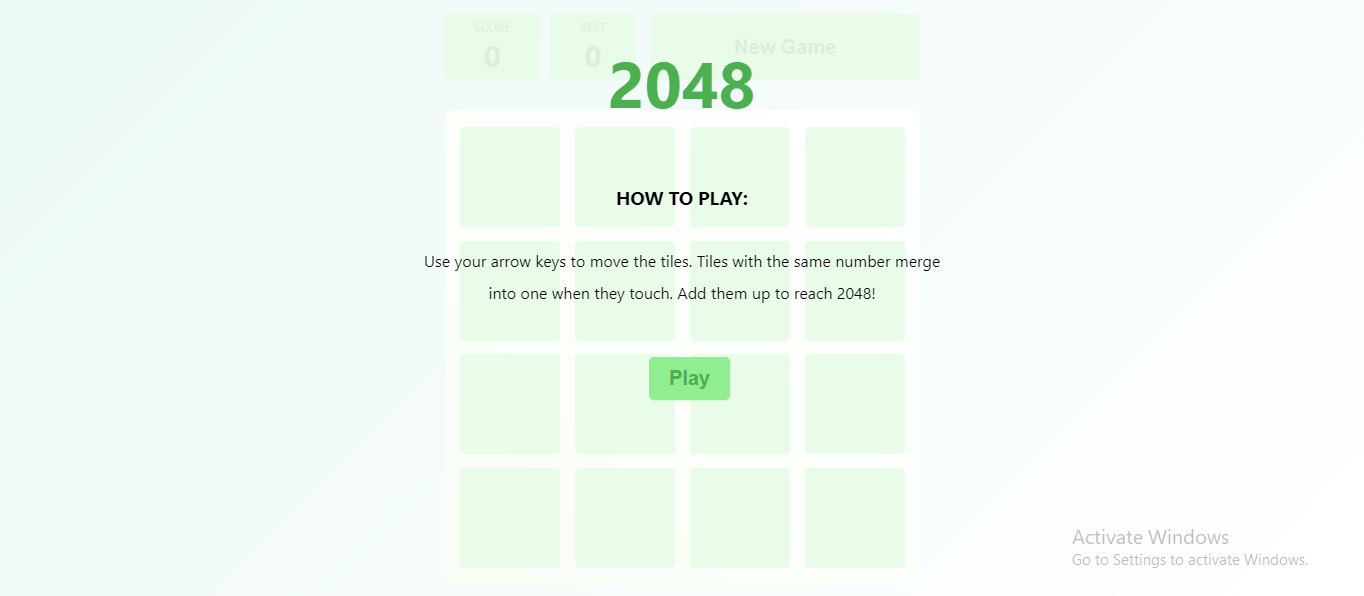 SCORE
BEST
0
0
New Game
2048
HOW TO PLAY:
Use your arrow keys to move the tiles. Tiles with the same number merge
into one when they touch. Add them up to reach 2048!
Play
Activate Windows
Go to Settings to activate Windows.